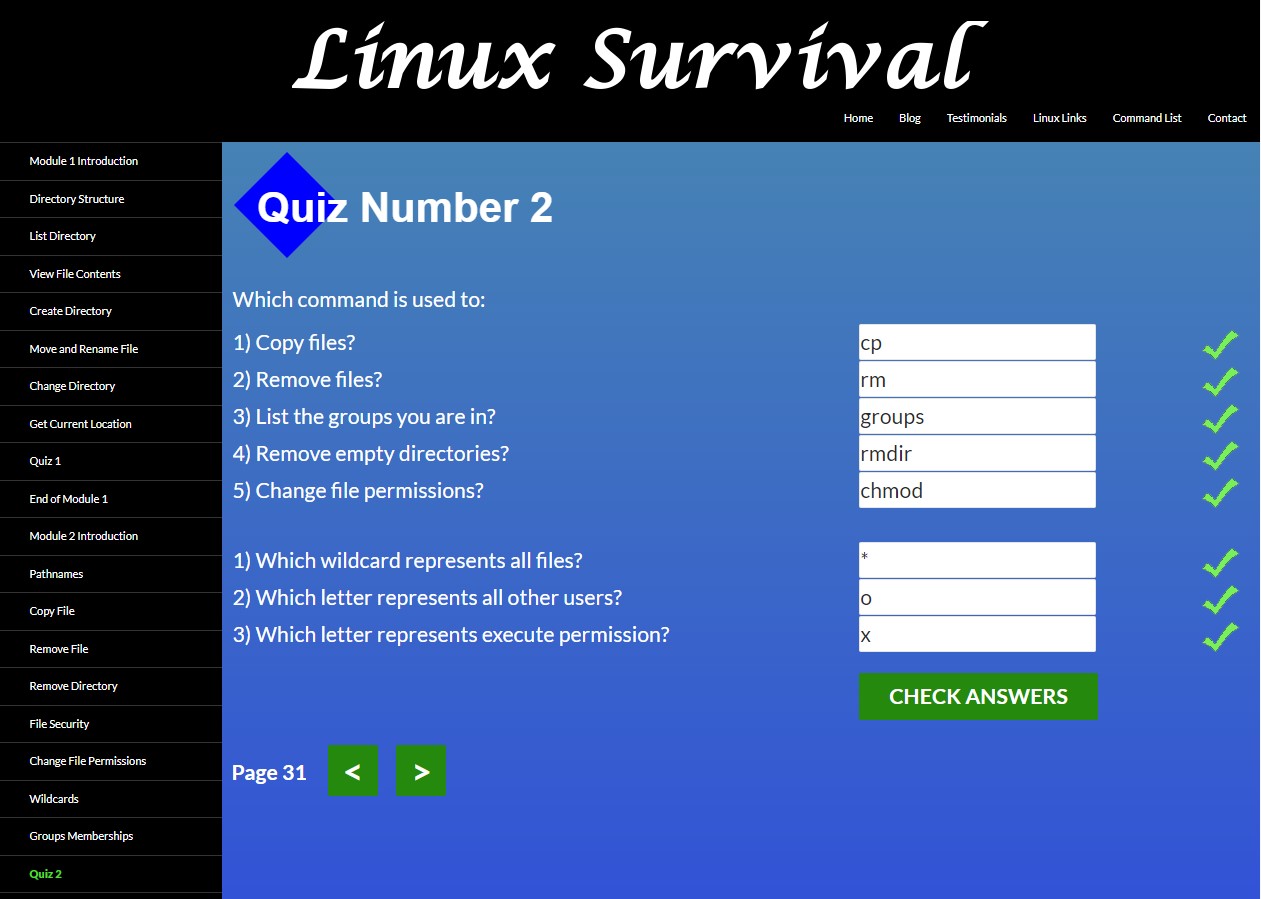 Linux Survival
Home Blog Testimonials Linux Links Command List Contact
Module 1 Introduction
Directory Structure
List Directory
View File Contents
Create Directory
Move and Rename File
Change Directory
Get Current Location
Quiz 1
End of Module 1
Module 2 Introduction
Pathnames
Copy File
Remove File
Remove Directory
File Security
Change File Permissions
Wildcards
Groups Memberships
Quiz 2
Quiz Number 2
Which command is used to:
1) Copy files? cp
2) Remove files? rm
3) List the groups you are in? groups
4) Remove empty directories? rmdir
5) Change file permissions? chmod
1) Which wildcard represents all files? *
2) Which letter represents all other users? o
3) Which letter represents execute permission? x
CHECK ANSWERS
Page 31 < >